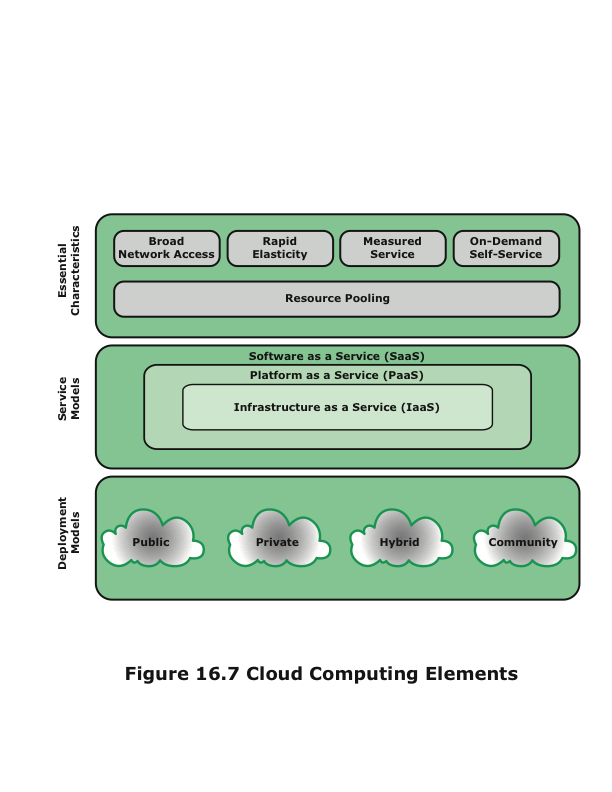 Essential
Characteristics
Broad
Network Access
Rapid
Elasticity
Measured
Service
On-Demand
Self-Service
Resource Pooling
Service
Models
Software as a Service (SaaS)
Platform as a Service (PaaS)
Infrastructure as a Service (IaaS)
Deployment
Models
Public
Private
Hybrid
Community
Figure 16.7 Cloud Computing Elements